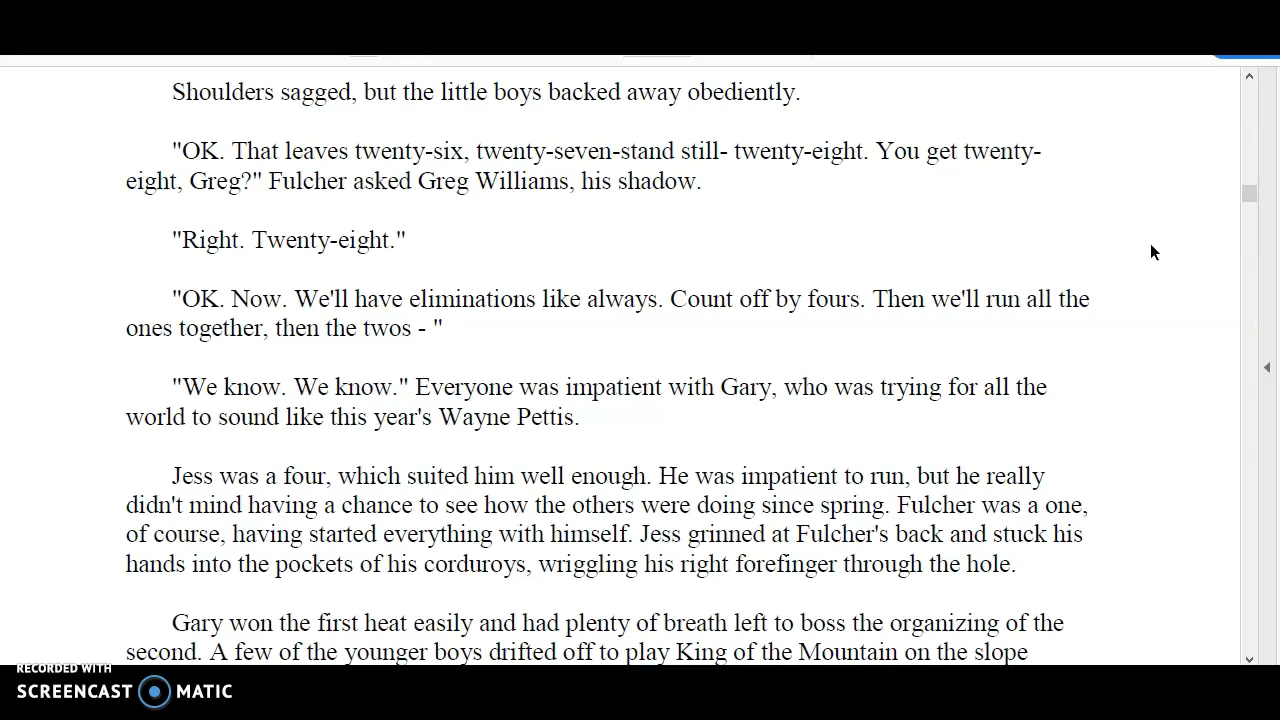 Shoulders sagged, but the little boys backed away obediently.
"OK. That leaves twenty-six, twenty-seven-stand still- twenty-eight. You get twenty-
eight, Greg?" Fulcher asked Greg Williams, his shadow.
"Right. Twenty-eight."
"OK. Now. We'll have eliminations like always. Count off by fours. Then we'll run all the
ones together, then the twos - "
"We know. We know." Everyone was impatient with Gary, who was trying for all the
world to sound like this year's Wayne Pettis.
Jess was a four, which suited him well enough. He was impatient to run, but he really
didn't mind having a chance to see how the others were doing since spring. Fulcher was a one,
of course, having started everything with himself. Jess grinned at Fulcher's back and stuck his
hands into the pockets of his corduroys, wriggling his right forefinger through the hole.
Gary won the first heat easily and had plenty of breath left to boss the organizing of the
second. A few of the younger boys drifted off to play King of the Mountain on the slope
RECORDED WITH
SCREENCAST MATIC